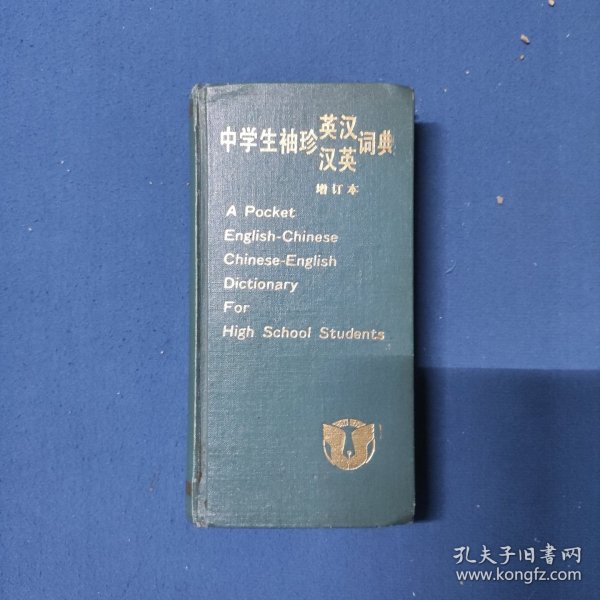 中学生袖珍英汉汉英词典
增订本
A Pocket
English-Chinese
Chinese-English
Dictionary
For
High School Students
孔夫子旧书网
www.kongfz.com